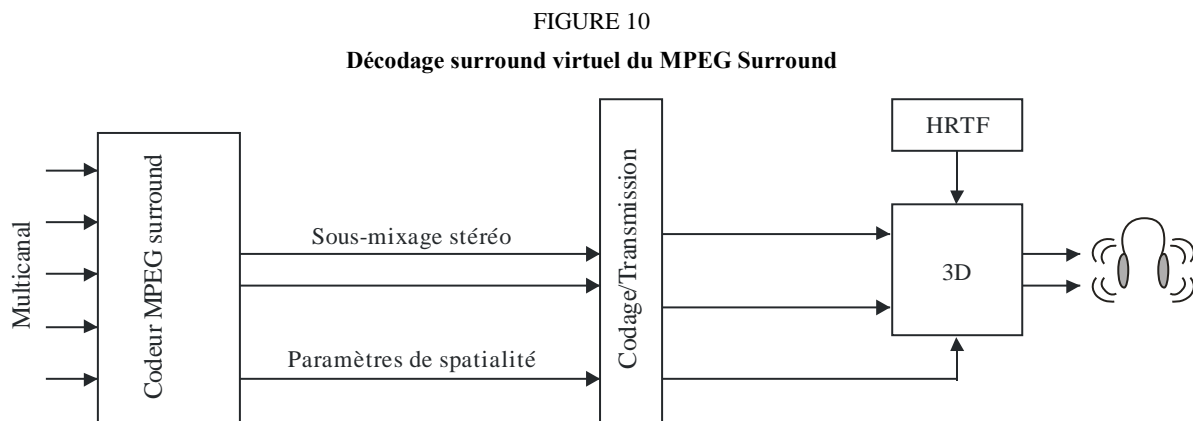 FIGURE 10
Décodage surround virtuel du MPEG Surround
Multicanal
Codeur MPEG surround
Sous-mixage stéréo
Paramètres de spatialité
Codage/Transmission
HRTF
3D